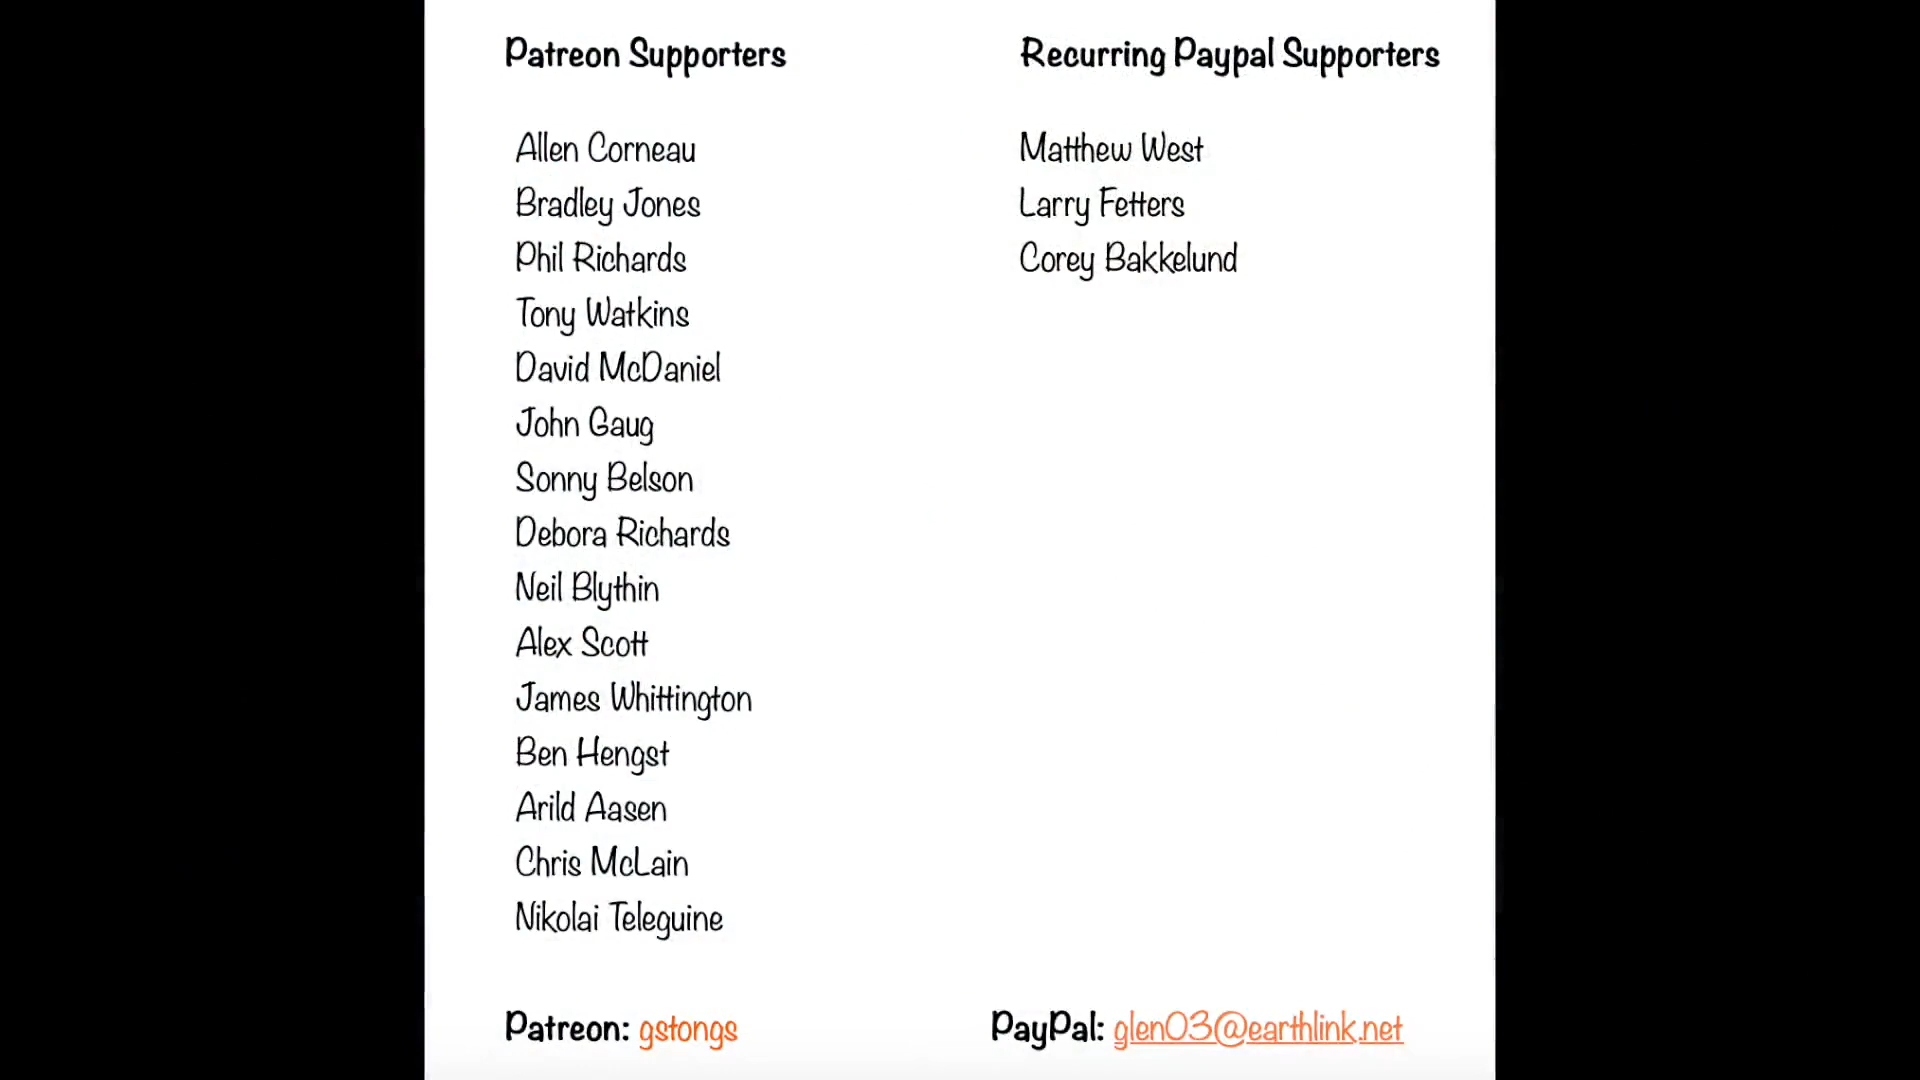 Patreon Supporters
Allen Corneau
Bradley Jones
Phil Richards
Tony Watkins
David McDaniel
John Gaug
Sonny Belson
Debora Richards
Neil Blythin
Alex Scott
James Whittington
Ben Hengst
Arild Aasen
Chris McLain
Nikolai Teleguine
Patreon: gstongs
Recurring Paypal Supporters
Matthew West
Larry Fetters
Corey Bakkelund
PayPal: glen03@earthlink.net